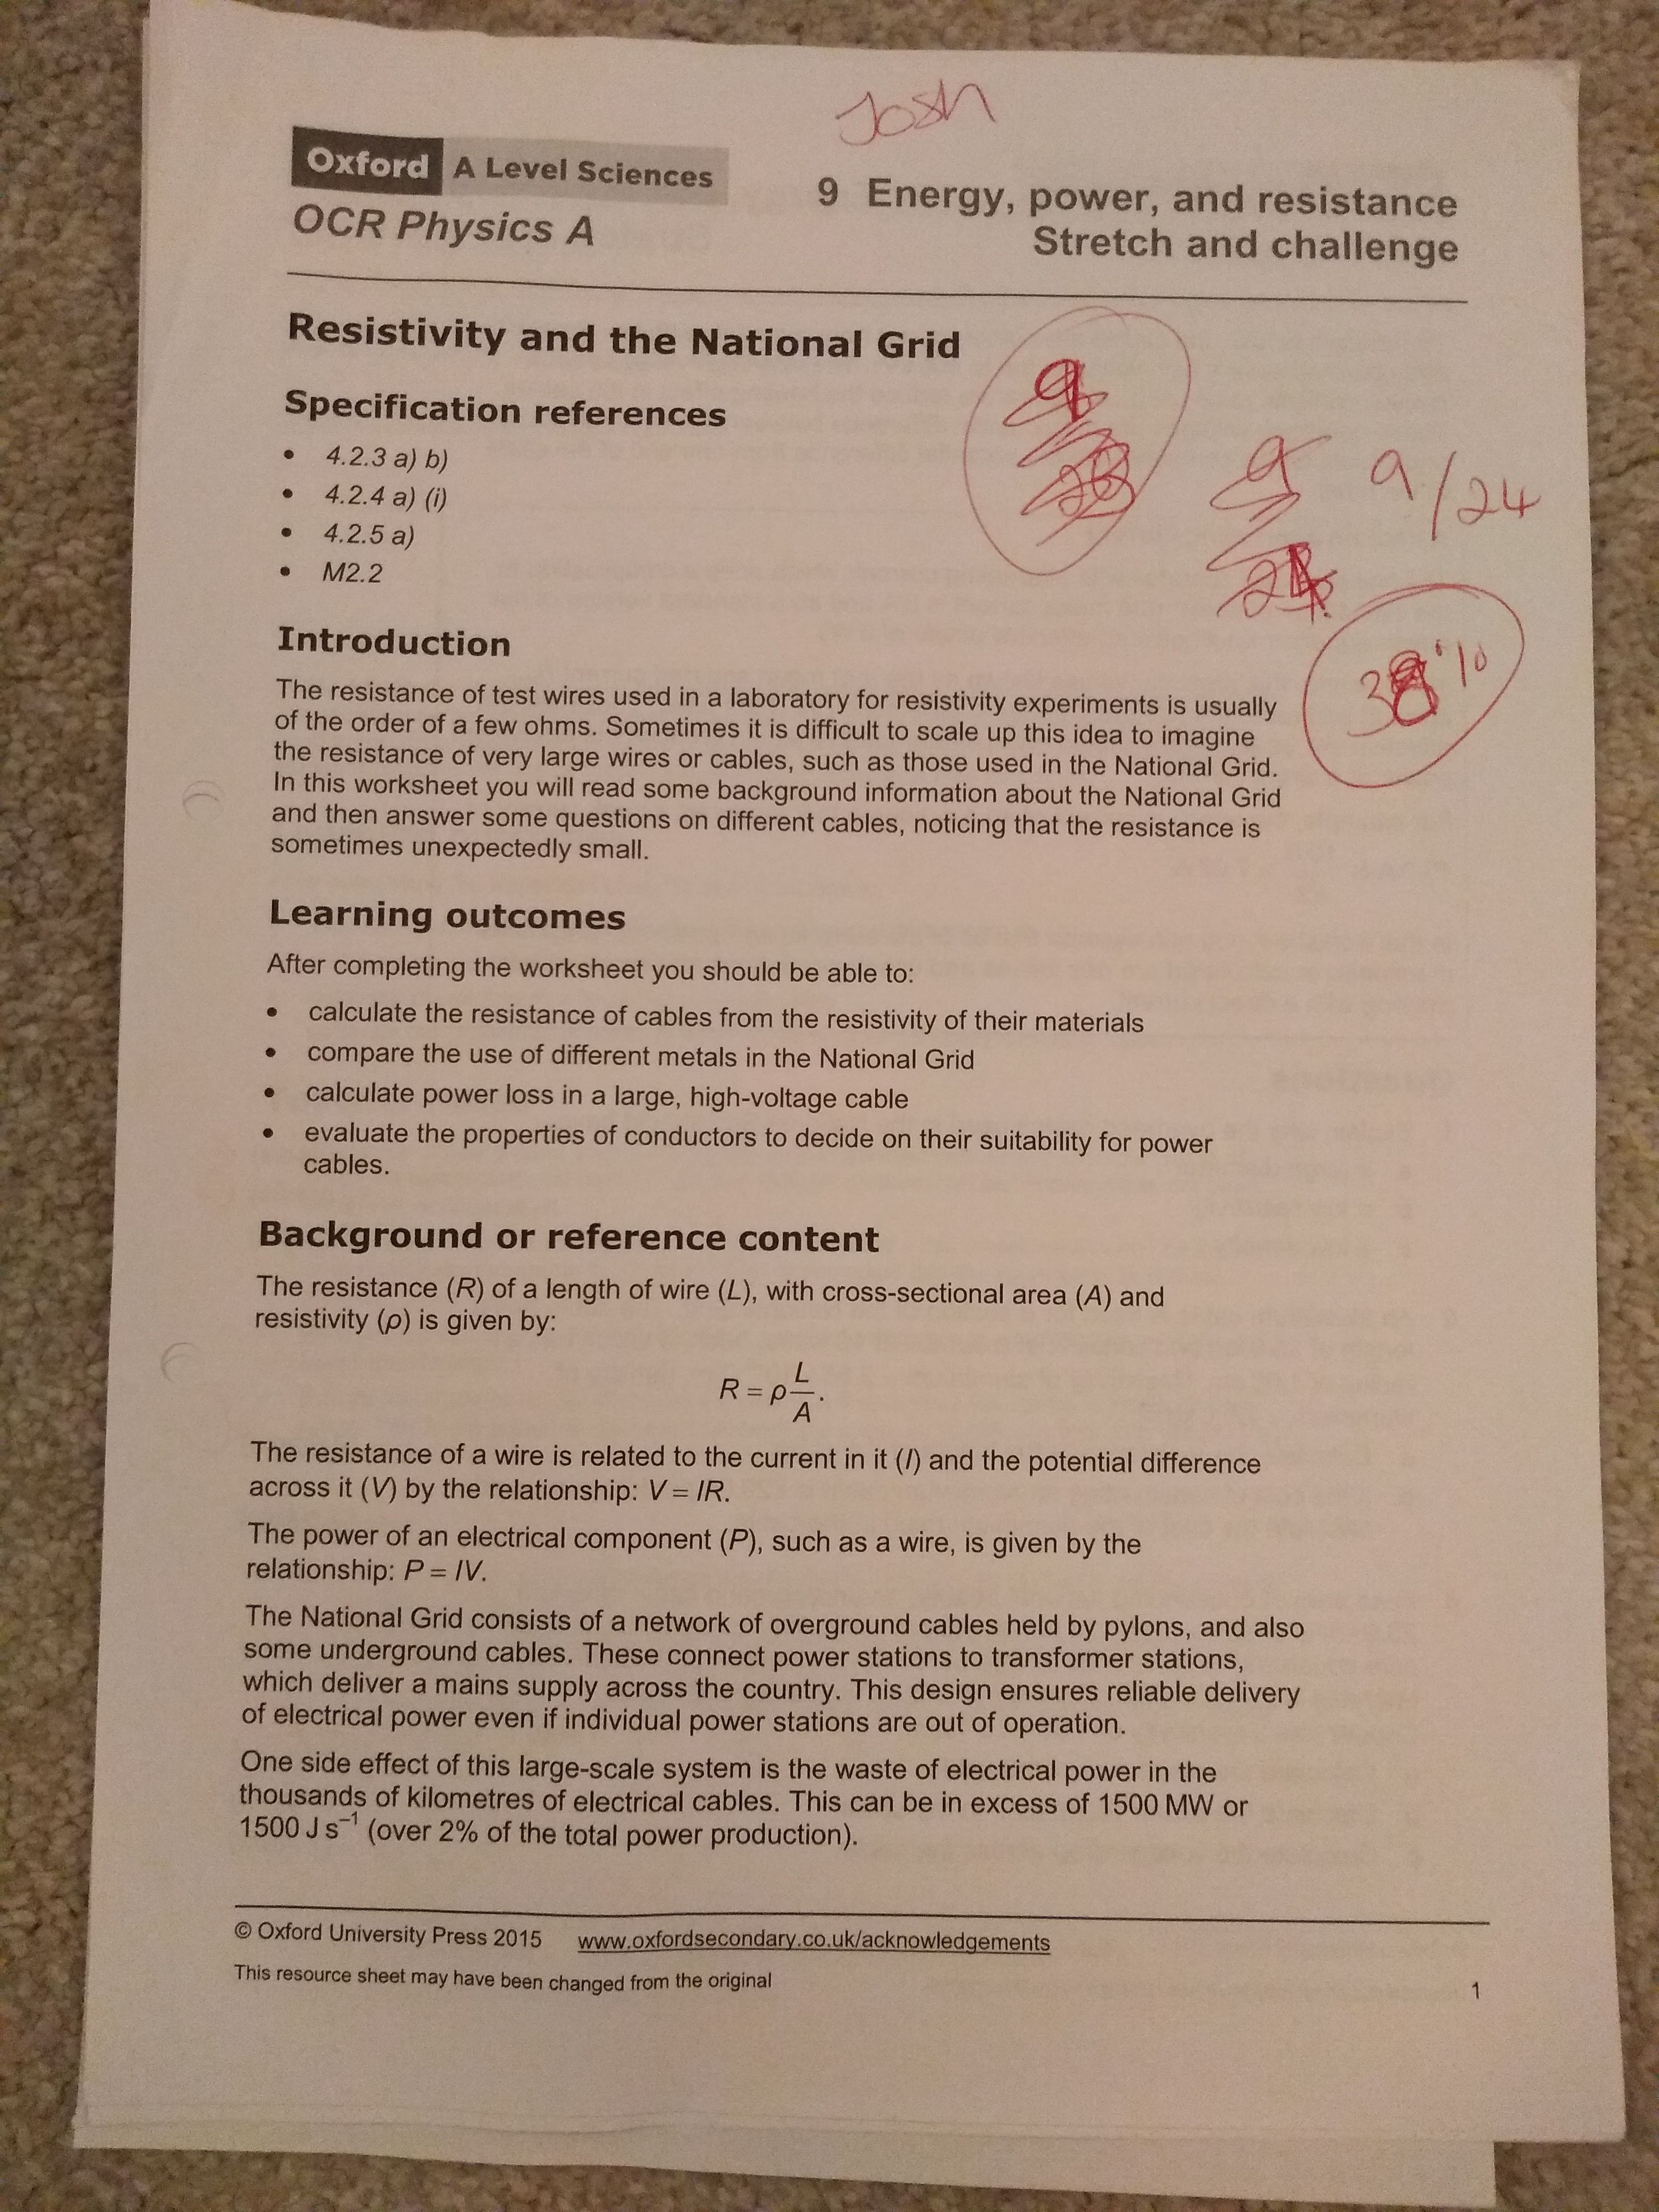 Josh
Oxford A Level Sciences
OCR Physics A
9 Energy, power, and resistance
Stretch and challenge
Resistivity and the National Grid
Specification references
• 4.2.3 a) b)
• 4.2.4 a) (i)
• 4.2.5 a)
• M2.2
9/24
38%
Introduction
The resistance of test wires used in a laboratory for resistivity experiments is usually
of the order of a few ohms. Sometimes it is difficult to scale up this idea to imagine
the resistance of very large wires or cables, such as those used in the National Grid.
In this worksheet you will read some background information about the National Grid
and then answer some questions on different cables, noticing that the resistance is
sometimes unexpectedly small.
Learning outcomes
After completing the worksheet you should be able to:
• calculate the resistance of cables from the resistivity of their materials
• compare the use of different metals in the National Grid
• calculate power loss in a large, high-voltage cable
• evaluate the properties of conductors to decide on their suitability for power
cables.
Background or reference content
The resistance (R) of a length of wire (L), with cross-sectional area (A) and
resistivity (ρ) is given by:
R = ρ L/A.
The resistance of a wire is related to the current in it (I) and the potential difference
across it (V) by the relationship: V = IR.
The power of an electrical component (P), such as a wire, is given by the
relationship: P = IV.
The National Grid consists of a network of overground cables held by pylons, and also
some underground cables. These connect power stations to transformer stations,
which deliver a mains supply across the country. This design ensures reliable delivery
of electrical power even if individual power stations are out of operation.
One side effect of this large-scale system is the waste of electrical power in the
thousands of kilometres of electrical cables. This can be in excess of 1500 MW or
1500 J s⁻¹ (over 2% of the total power production).
© Oxford University Press 2015 www.oxfordsecondary.co.uk/acknowledgements
This resource sheet may have been changed from the original
1